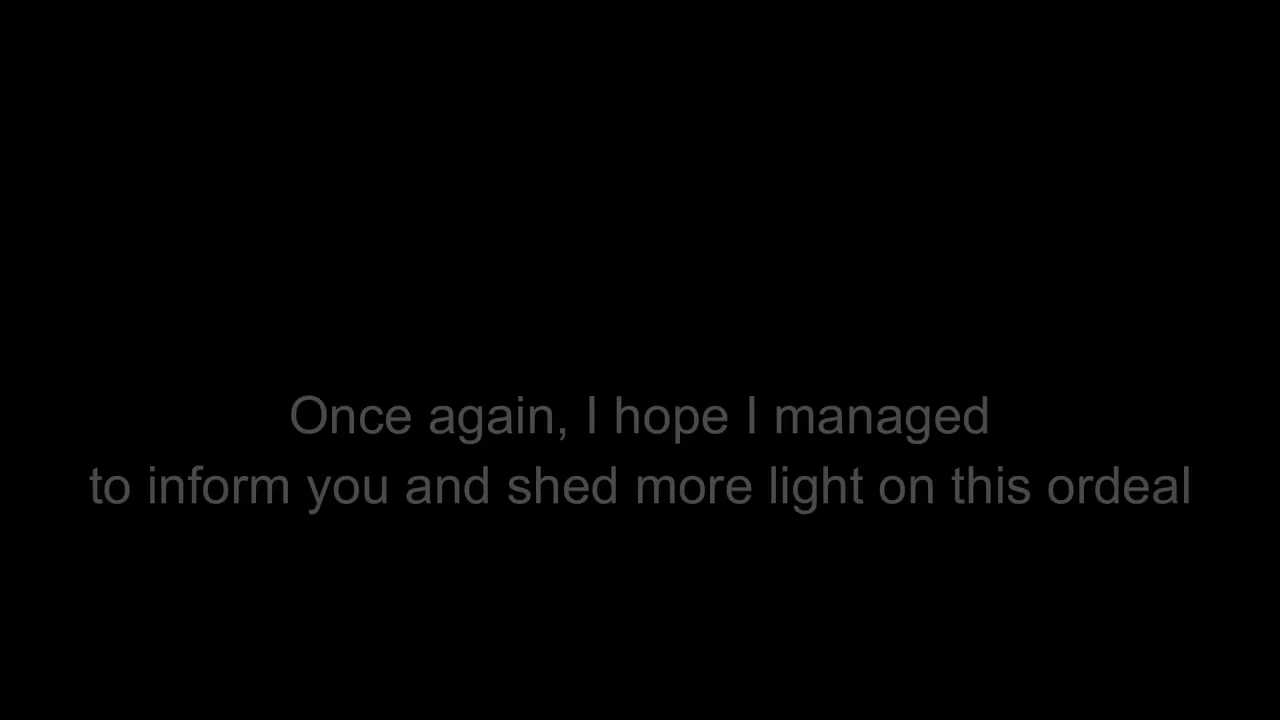 Once again, I hope I managed
to inform you and shed more light on this ordeal